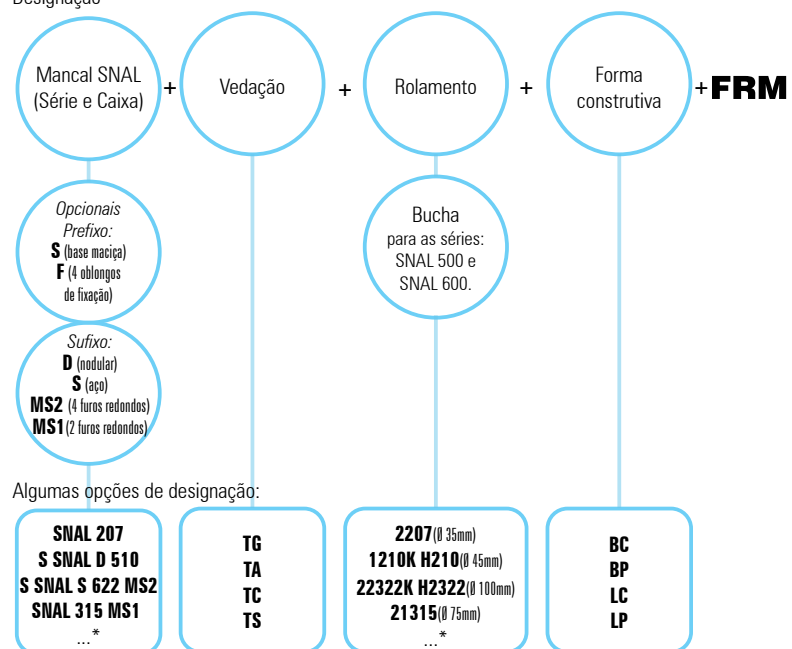 Designação
Mancal SNAL
(Série e Caixa)
+
Vedação
+
Rolamento
+
Forma
construtiva
+FRM
Opcionais
Prefixo:
S (base maciça)
F (4 oblongos
de fixação)
Sufixo:
D (nodular)
S (aço)
MS2 (4 furos redondos)
MS1(2 furos redondos)
Bucha
para as séries:
SNAL 500 e
SNAL 600.
Algumas opções de designação:
SNAL 207
S SNAL D 510
S SNAL S 622 MS2
SNAL 315 MS1
...*
TG
TA
TC
TS
2207(Ø 35mm)
1210K H210(Ø 45mm)
22322K H2322(Ø 100mm)
21315(Ø 75mm)
...*
BC
BP
LC
LP